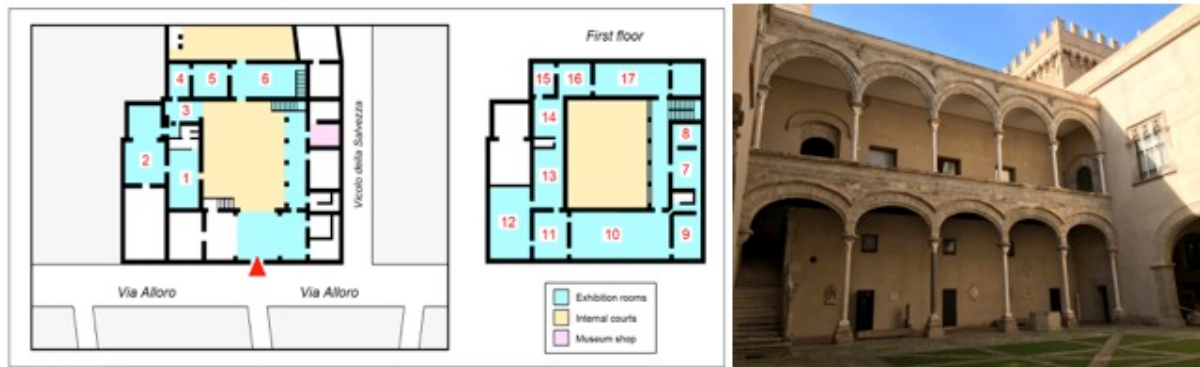 First floor
4
5
6
3
2
1
Vicolo della Salvezza
Via Alloro
Via Alloro
15
16
17
14
8
13
7
12
11
10
9
Exhibition rooms
Internal courts
Museum shop